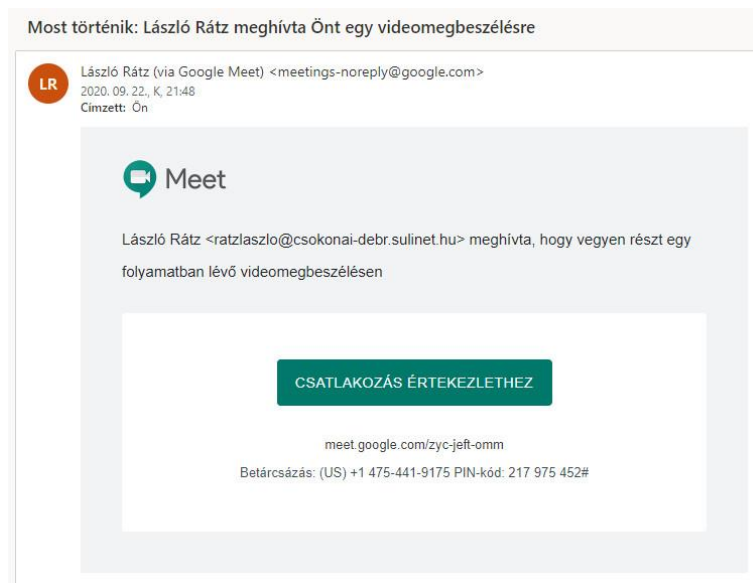 Most történik: László Rátz meghívta Önt egy videomegbeszélésre
LR
László Rátz (via Google Meet) <meetings-noreply@google.com>
2020. 09. 22., K, 21:48
Címzett: Ön
Meet
László Rátz <ratzlaszlo@csokonai-debr.sulinet.hu> meghívta, hogy vegyen részt egy
folyamatban lévő videomegbeszélésen
CSATLAKOZÁS ÉRTEKEZLETHEZ
meet.google.com/zyc-jeft-omm
Betárcsázás: (US) +1 475-441-9175 PIN-kód: 217 975 452#